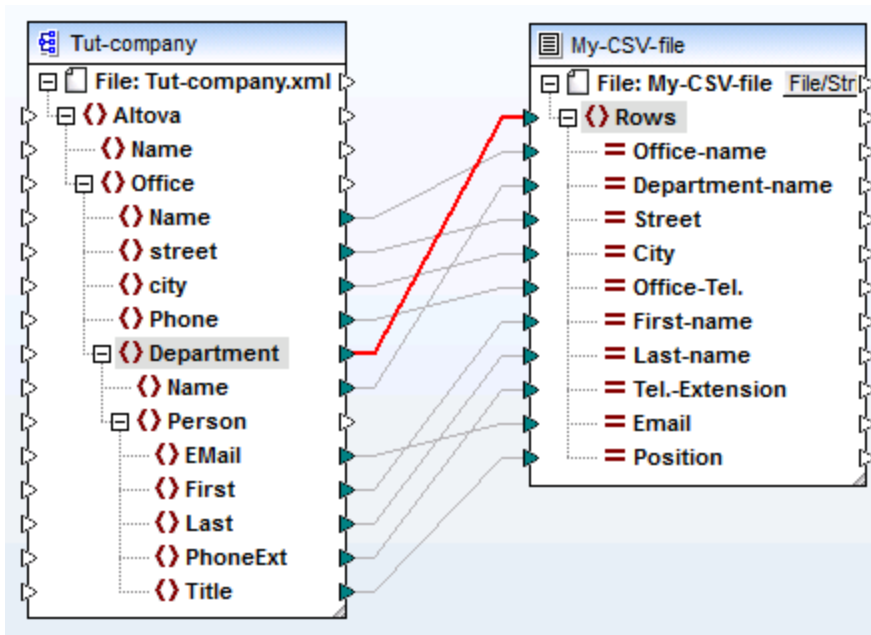 Tut-company
File: Tut-company.xml
Altova
Name
Office
Name
street
city
Phone
Department
Name
Person
EMail
First
Last
PhoneExt
Title
My-CSV-file
File: My-CSV-file File/Str
Rows
Office-name
Department-name
Street
City
Office-Tel.
First-name
Last-name
Tel.-Extension
Email
Position